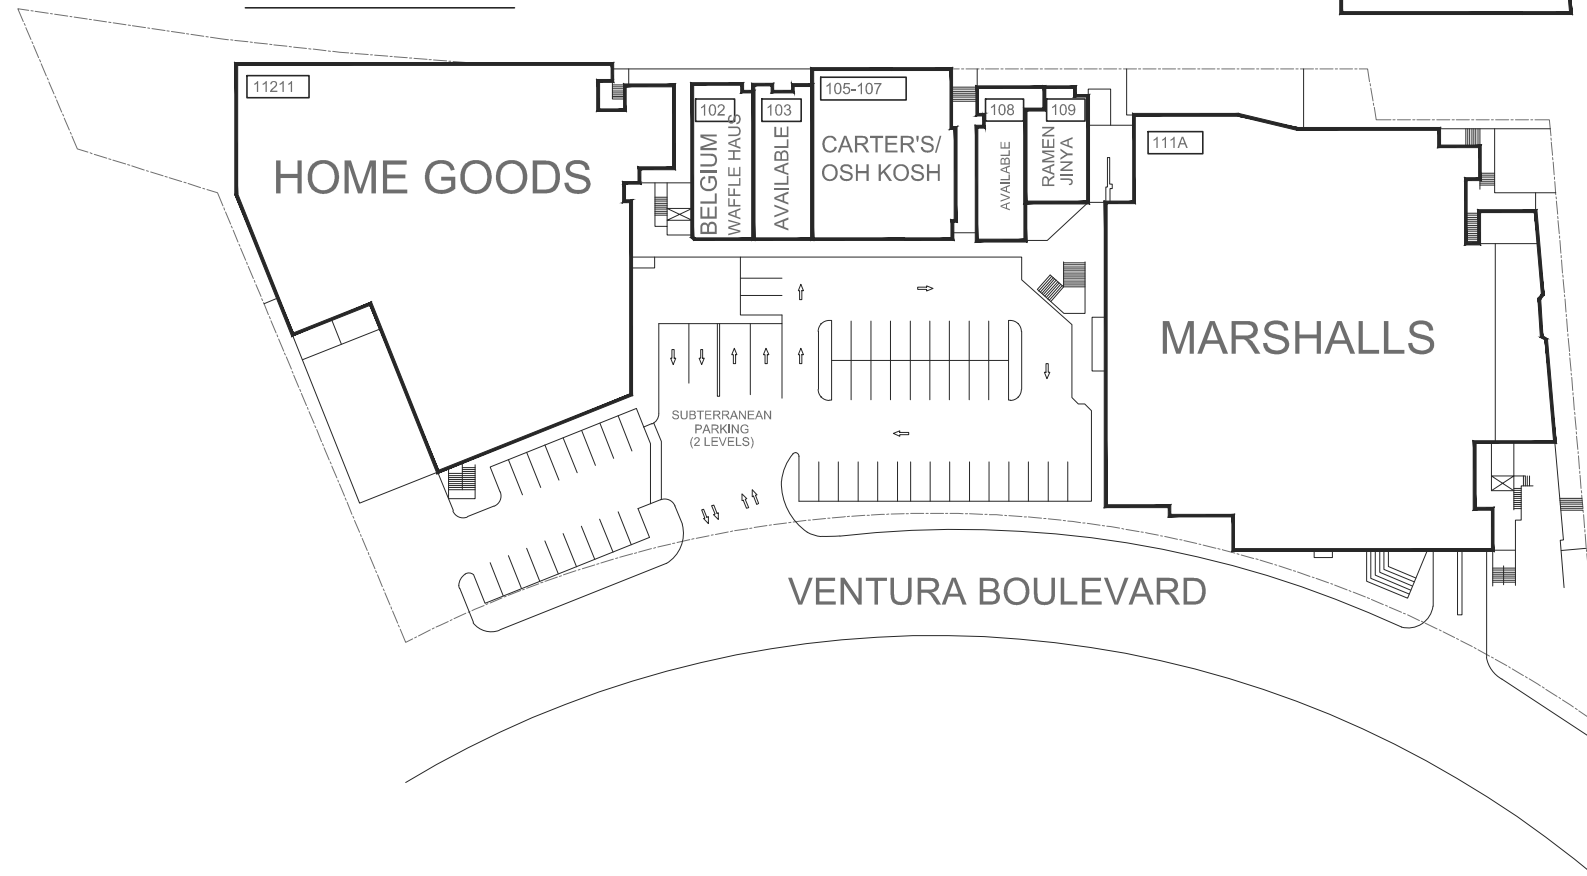 11211
HOME GOODS
102
BELGIUM
WAFFLE HAUS
103
AVAILABLE
105-107
CARTER'S/
OSH KOSH
108
AVAILABLE
109
RAMEN
JINYA
111A
MARSHALLS
SUBTERRANEAN
PARKING
(2 LEVELS)
VENTURA BOULEVARD